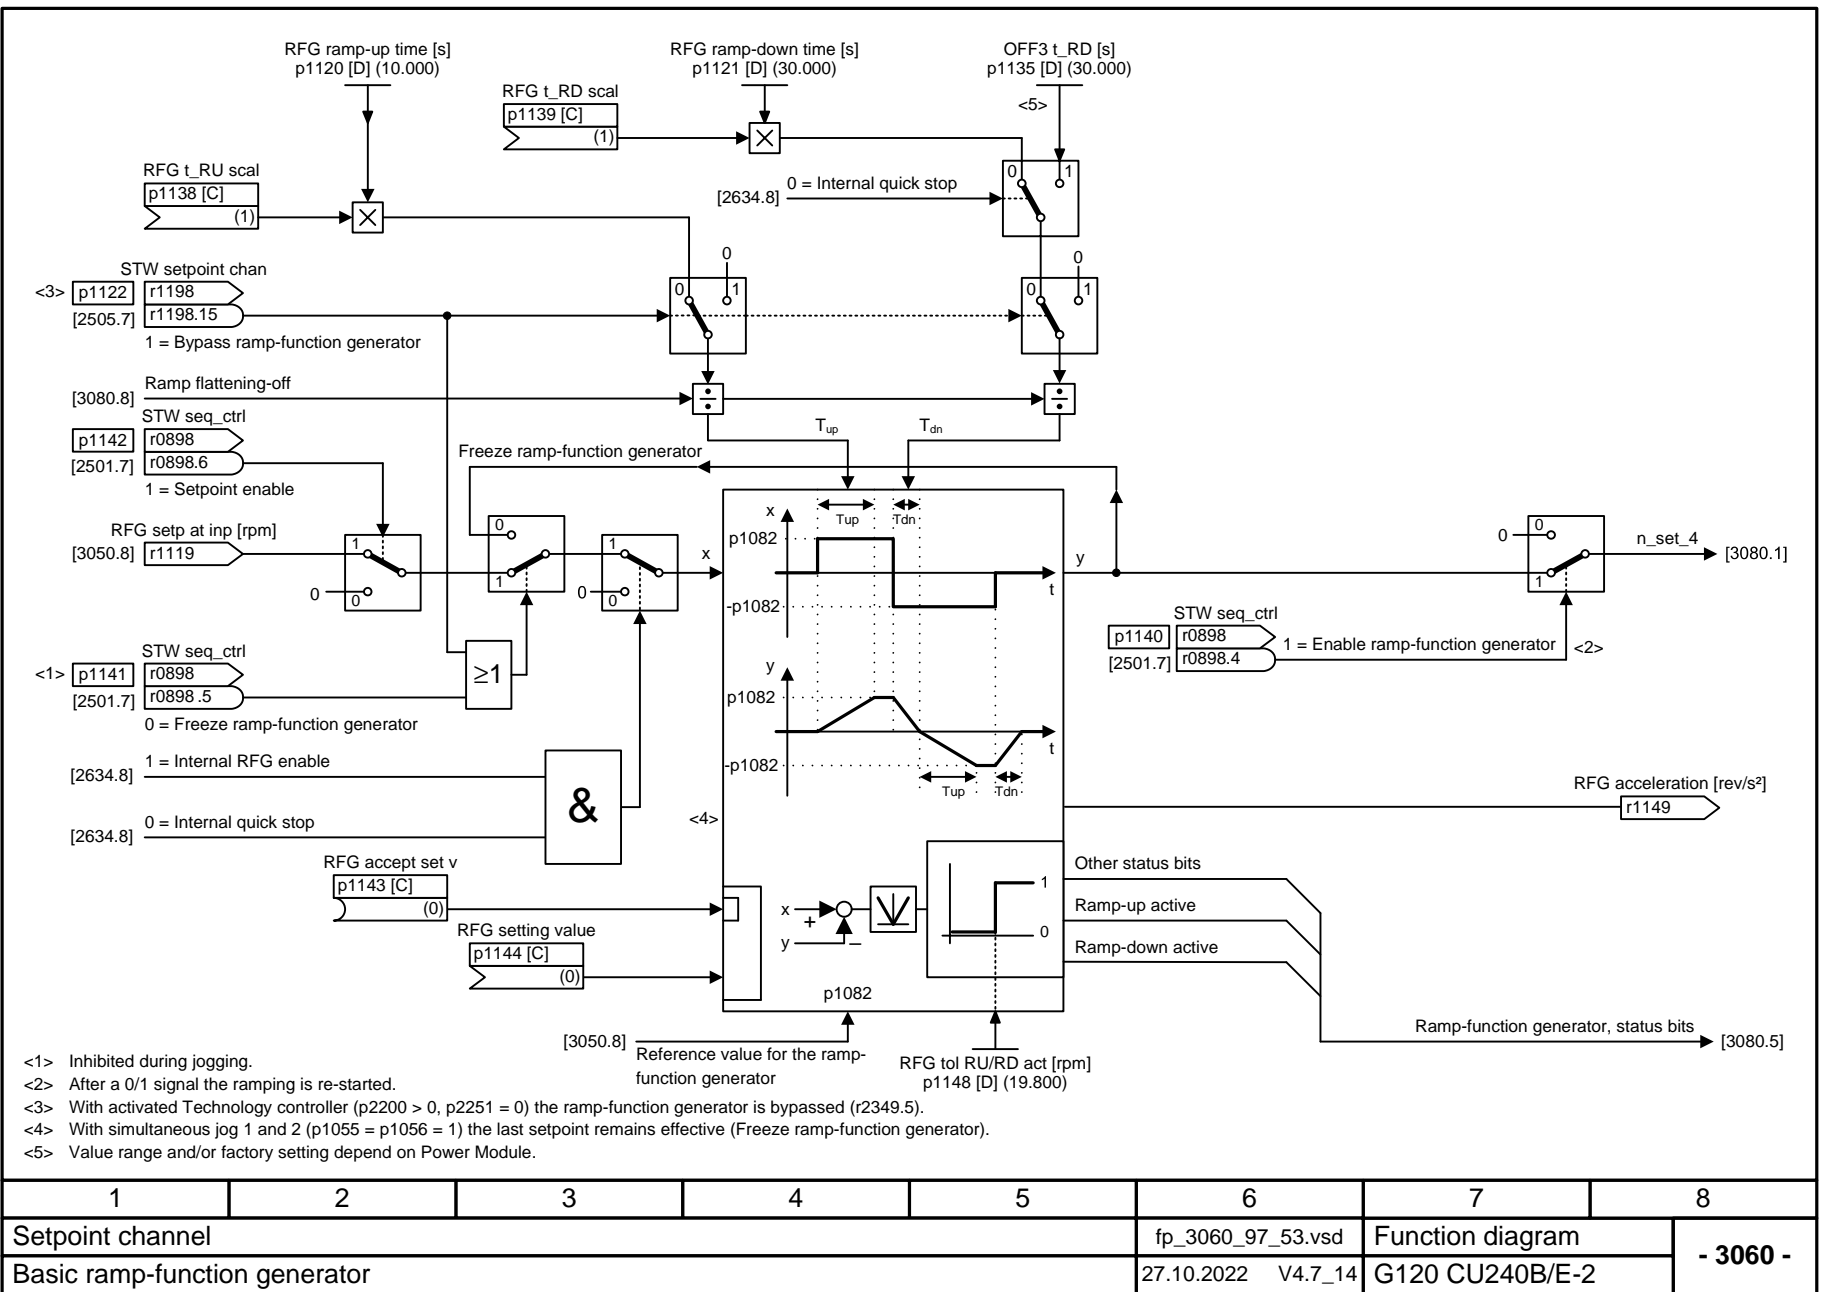 RFG ramp-up time [s]
p1120 [D] (10.000)
RFG ramp-down time [s]
p1121 [D] (30.000)
OFF3 t_RD [s]
p1135 [D] (30.000)
<5>
RFG t_RD scal
p1139 [C]
(1)
RFG t_RU scal
p1138 [C]
(1)
[2634.8]
0 = Internal quick stop
0
1
STW setpoint chan
<3>
p1122
r1198
[2505.7]
r1198.15
1 = Bypass ramp-function generator
0
0
1
0
0
1
Ramp flattening-off
[3080.8]
STW seq_ctrl
p1142
r0898
[2501.7]
r0898.6
1 = Setpoint enable
Tup
Tdn
Freeze ramp-function generator
RFG setp at inp [rpm]
[3050.8]
r1119
1
0
0
0
1
1
0
0
x
x
Tup
Tdn
p1082
-p1082
t
y
0
0
1
n_set_4
[3080.1]
STW seq_ctrl
p1140
r0898
[2501.7]
r0898.4
1 = Enable ramp-function generator
<2>
STW seq_ctrl
<1>
p1141
r0898
[2501.7]
r0898 .5
0 = Freeze ramp-function generator
≥1
y
p1082
-p1082
t
Tup
Tdn
1 = Internal RFG enable
[2634.8]
0 = Internal quick stop
[2634.8]
&
<4>
RFG acceleration [rev/s²]
r1149
RFG accept set v
p1143 [C]
(0)
RFG setting value
p1144 [C]
(0)
x
+
y
–
1
0
p1082
Other status bits
Ramp-up active
Ramp-down active
Ramp-function generator, status bits
[3080.5]
[3050.8]
Reference value for the ramp-
function generator
RFG tol RU/RD act [rpm]
p1148 [D] (19.800)
<1> Inhibited during jogging.
<2> After a 0/1 signal the ramping is re-started.
<3> With activated Technology controller (p2200 > 0, p2251 = 0) the ramp-function generator is bypassed (r2349.5).
<4> With simultaneous jog 1 and 2 (p1055 = p1056 = 1) the last setpoint remains effective (Freeze ramp-function generator).
<5> Value range and/or factory setting depend on Power Module.
1 2 3 4 5 6 7 8
Setpoint channel
fp_3060_97_53.vsd
Function diagram
- 3060 -
Basic ramp-function generator
27.10.2022 V4.7_14
G120 CU240B/E-2